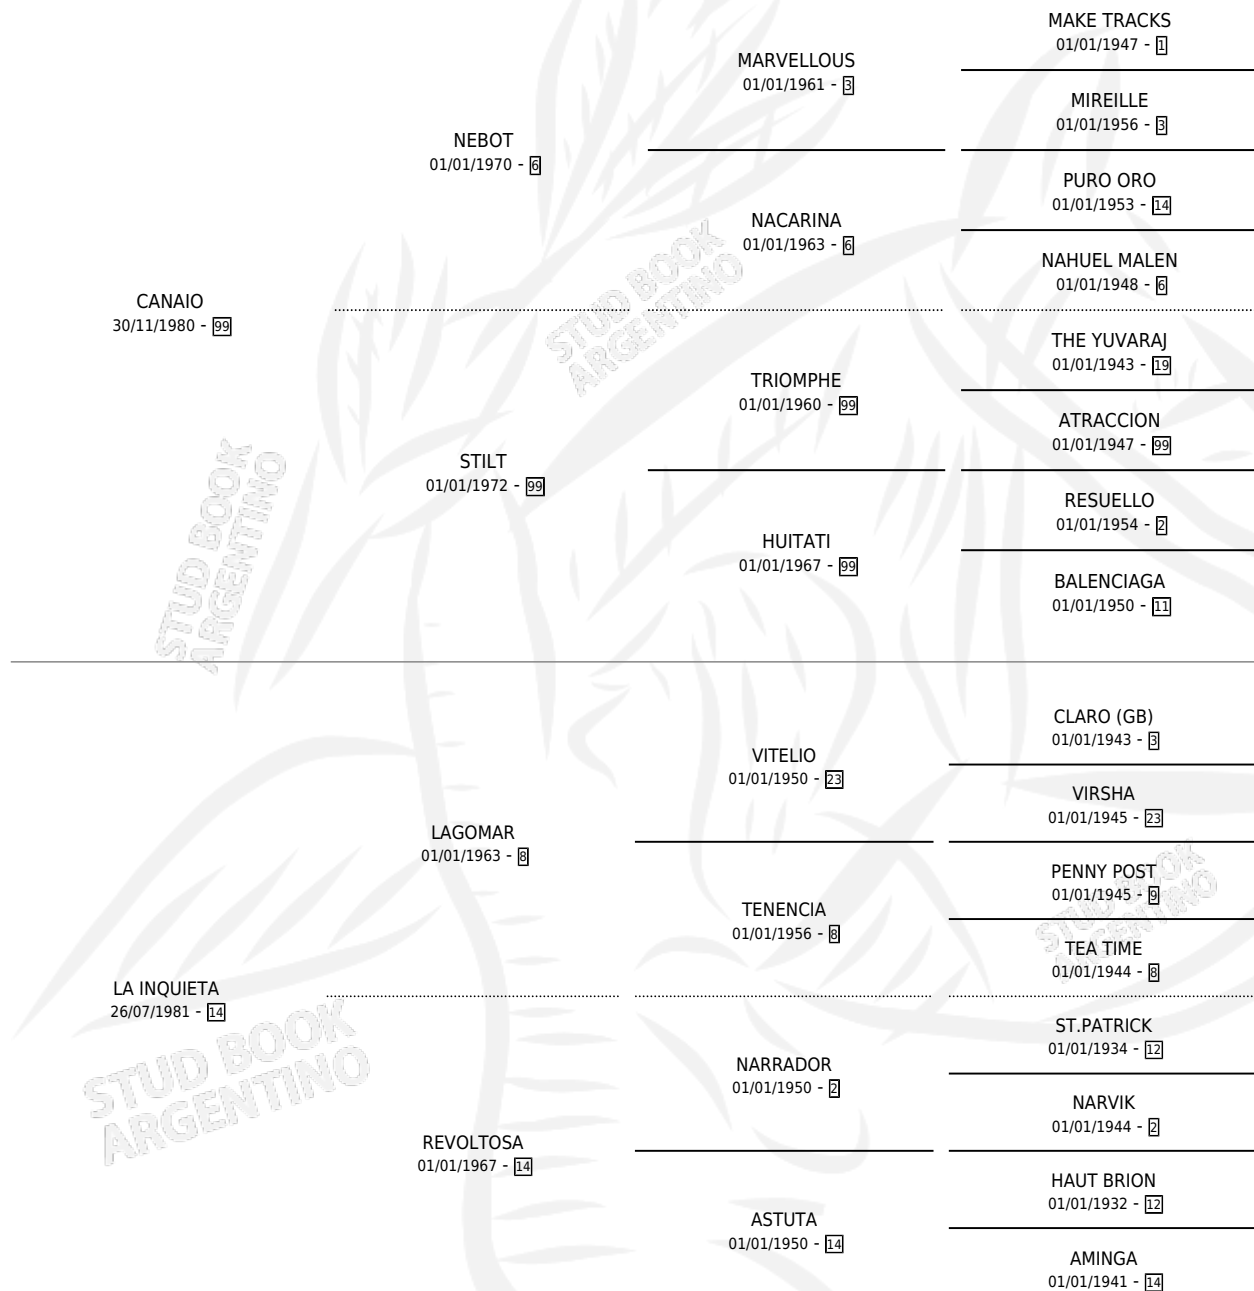 MAKE TRACKS
01/01/1947 - 1
MARVELLOUS
01/01/1961 - 3
MIREILLE
01/01/1956 - 3
NEBOT
01/01/1970 - 6
PURO ORO
01/01/1953 - 14
NACARINA
01/01/1963 - 6
NAHUEL MALEN
01/01/1948 - 6
CANAIO
30/11/1980 - 99
STUD BOOK
ARGENTINO
THE YUVARAJ
01/01/1943 - 19
TRIOMPHE
01/01/1960 - 99
ATRACCION
01/01/1947 - 99
STILT
01/01/1972 - 99
RESUELLO
01/01/1954 - 2
HUITATI
01/01/1967 - 99
BALENCIAGA
01/01/1950 - 11
STUD BOOK
ARGENTINO
CLARO (GB)
01/01/1943 - 3
VITELIO
01/01/1950 - 23
VIRSHA
01/01/1945 - 23
LAGOMAR
01/01/1963 - 8
PENNY POST
01/01/1945 - 9
TENENCIA
01/01/1956 - 8
STUD BOOK
ARGENTINO
TEA TIME
01/01/1944 - 8
LA INQUIETA
26/07/1981 - 14
STUD BOOK
ARGENTINO
ST.PATRICK
01/01/1934 - 12
NARRADOR
01/01/1950 - 2
NARVIK
01/01/1944 - 2
REVOLTOSA
01/01/1967 - 14
HAUT BRION
01/01/1932 - 12
ASTUTA
01/01/1950 - 14
AMINGA
01/01/1941 - 14